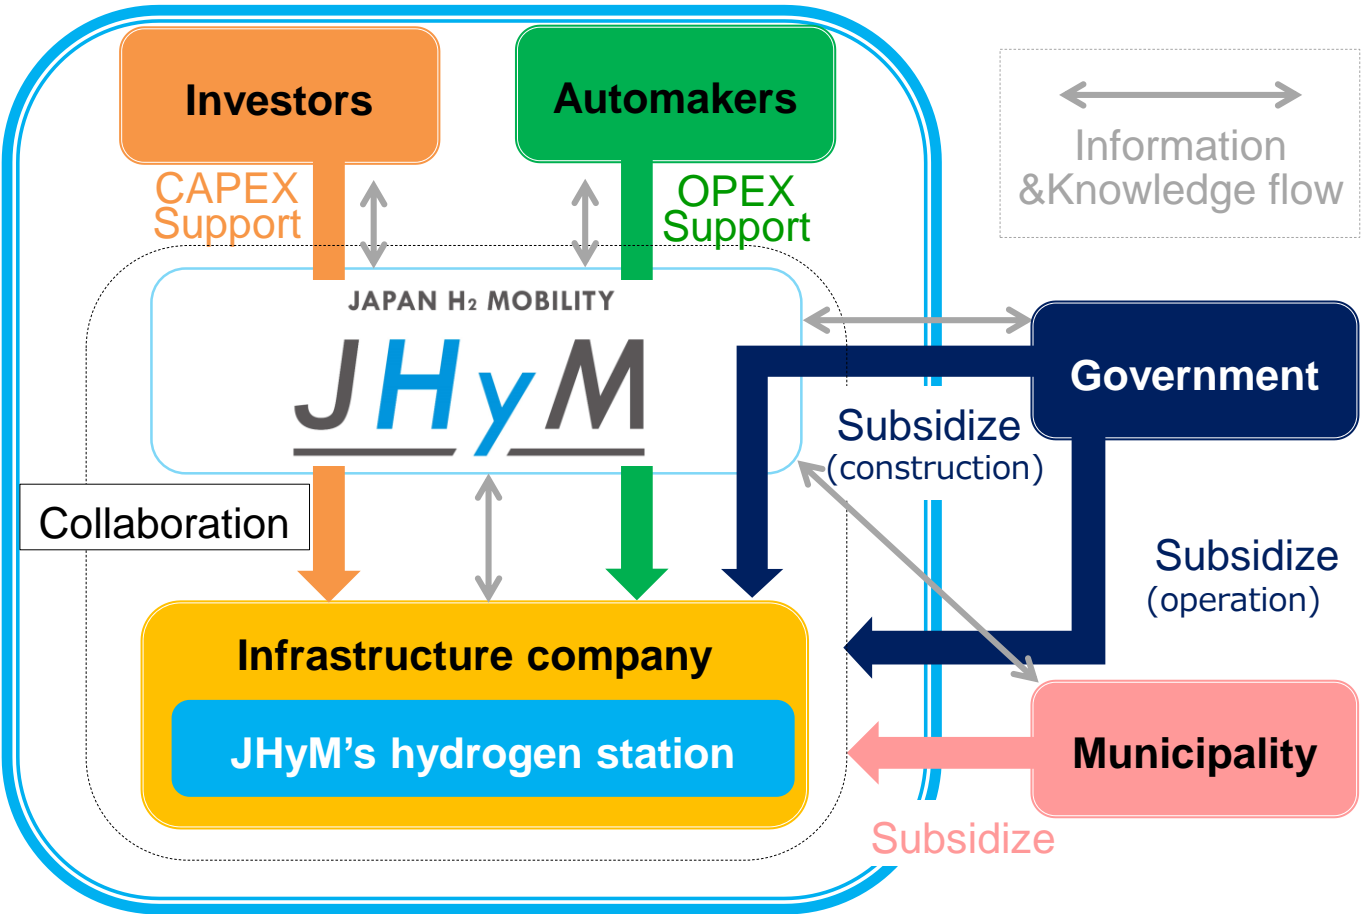 Investors
Automakers
CAPEX
Support
OPEX
Support
Information
&Knowledge flow
JAPAN H₂ MOBILITY
JHyM
Government
Subsidize
(construction)
Collaboration
Subsidize
(operation)
Infrastructure company
JHyM’s hydrogen station
Municipality
Subsidize